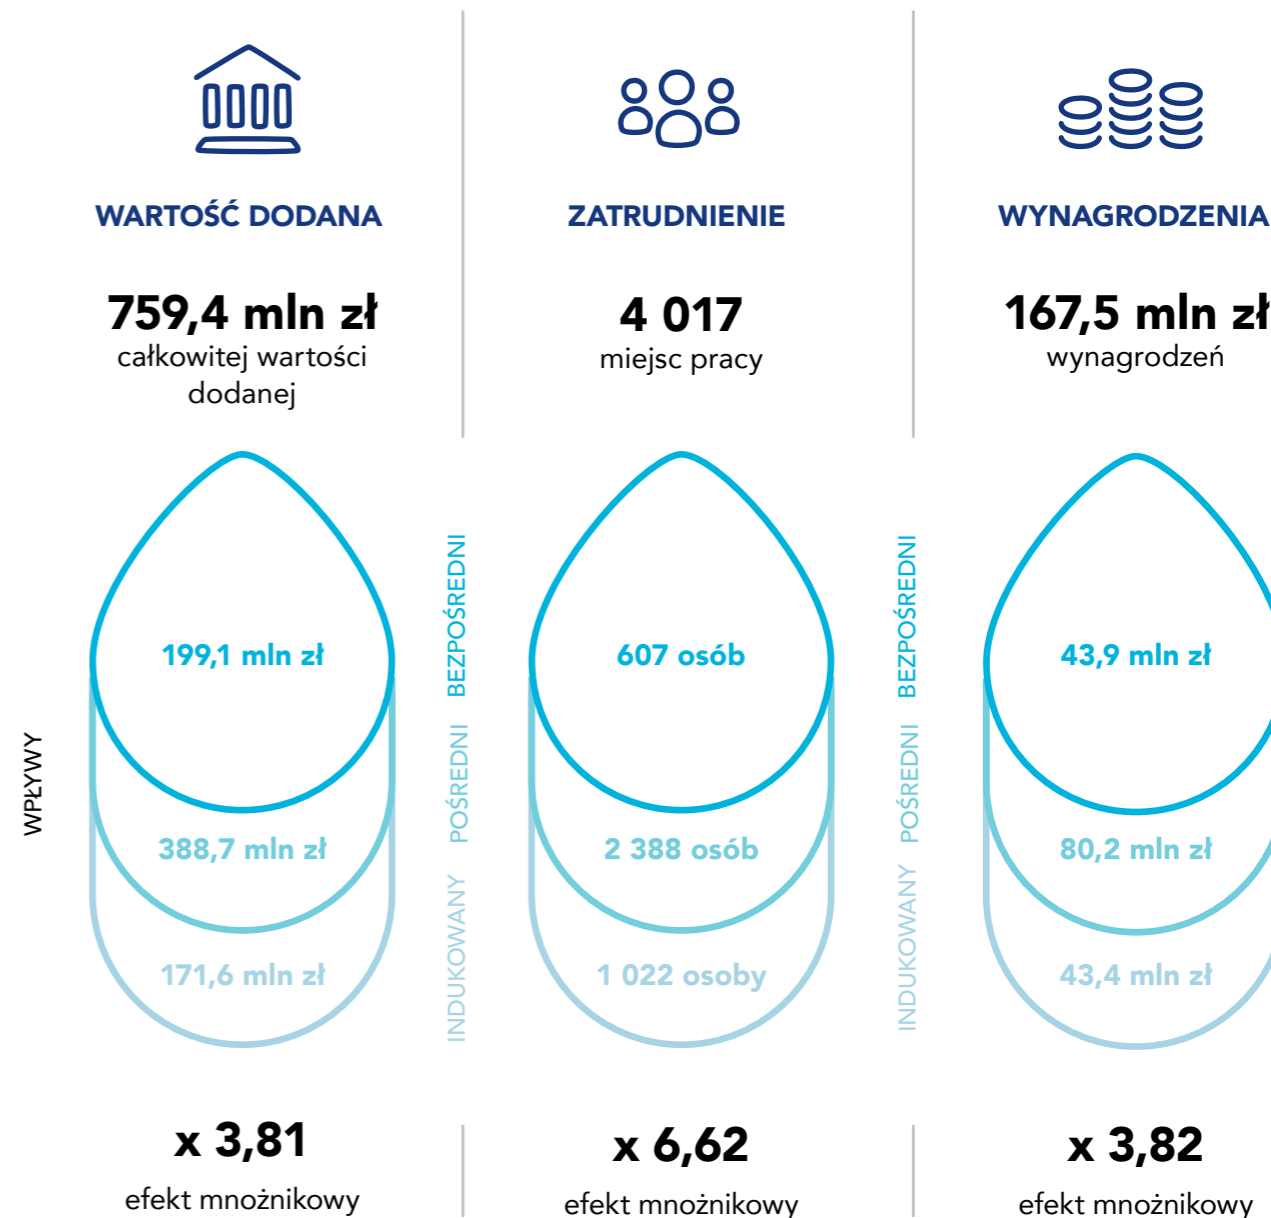 WARTOŚĆ DODANA
759,4 mln zł
całkowitej wartości
dodanej
ZATRUDNIENIE
4 017
miejsc pracy
WYNAGRODZENIA
167,5 mln zł
wynagrodzeń
WPŁYWY
199,1 mln zł
388,7 mln zł
171,6 mln zł
BEZPOŚREDNI
POŚREDNI
INDUKOWANY
607 osób
2 388 osób
1 022 osoby
BEZPOŚREDNI
POŚREDNI
INDUKOWANY
43,9 mln zł
80,2 mln zł
43,4 mln zł
x 3,81
efekt mnożnikowy
x 6,62
efekt mnożnikowy
x 3,82
efekt mnożnikowy